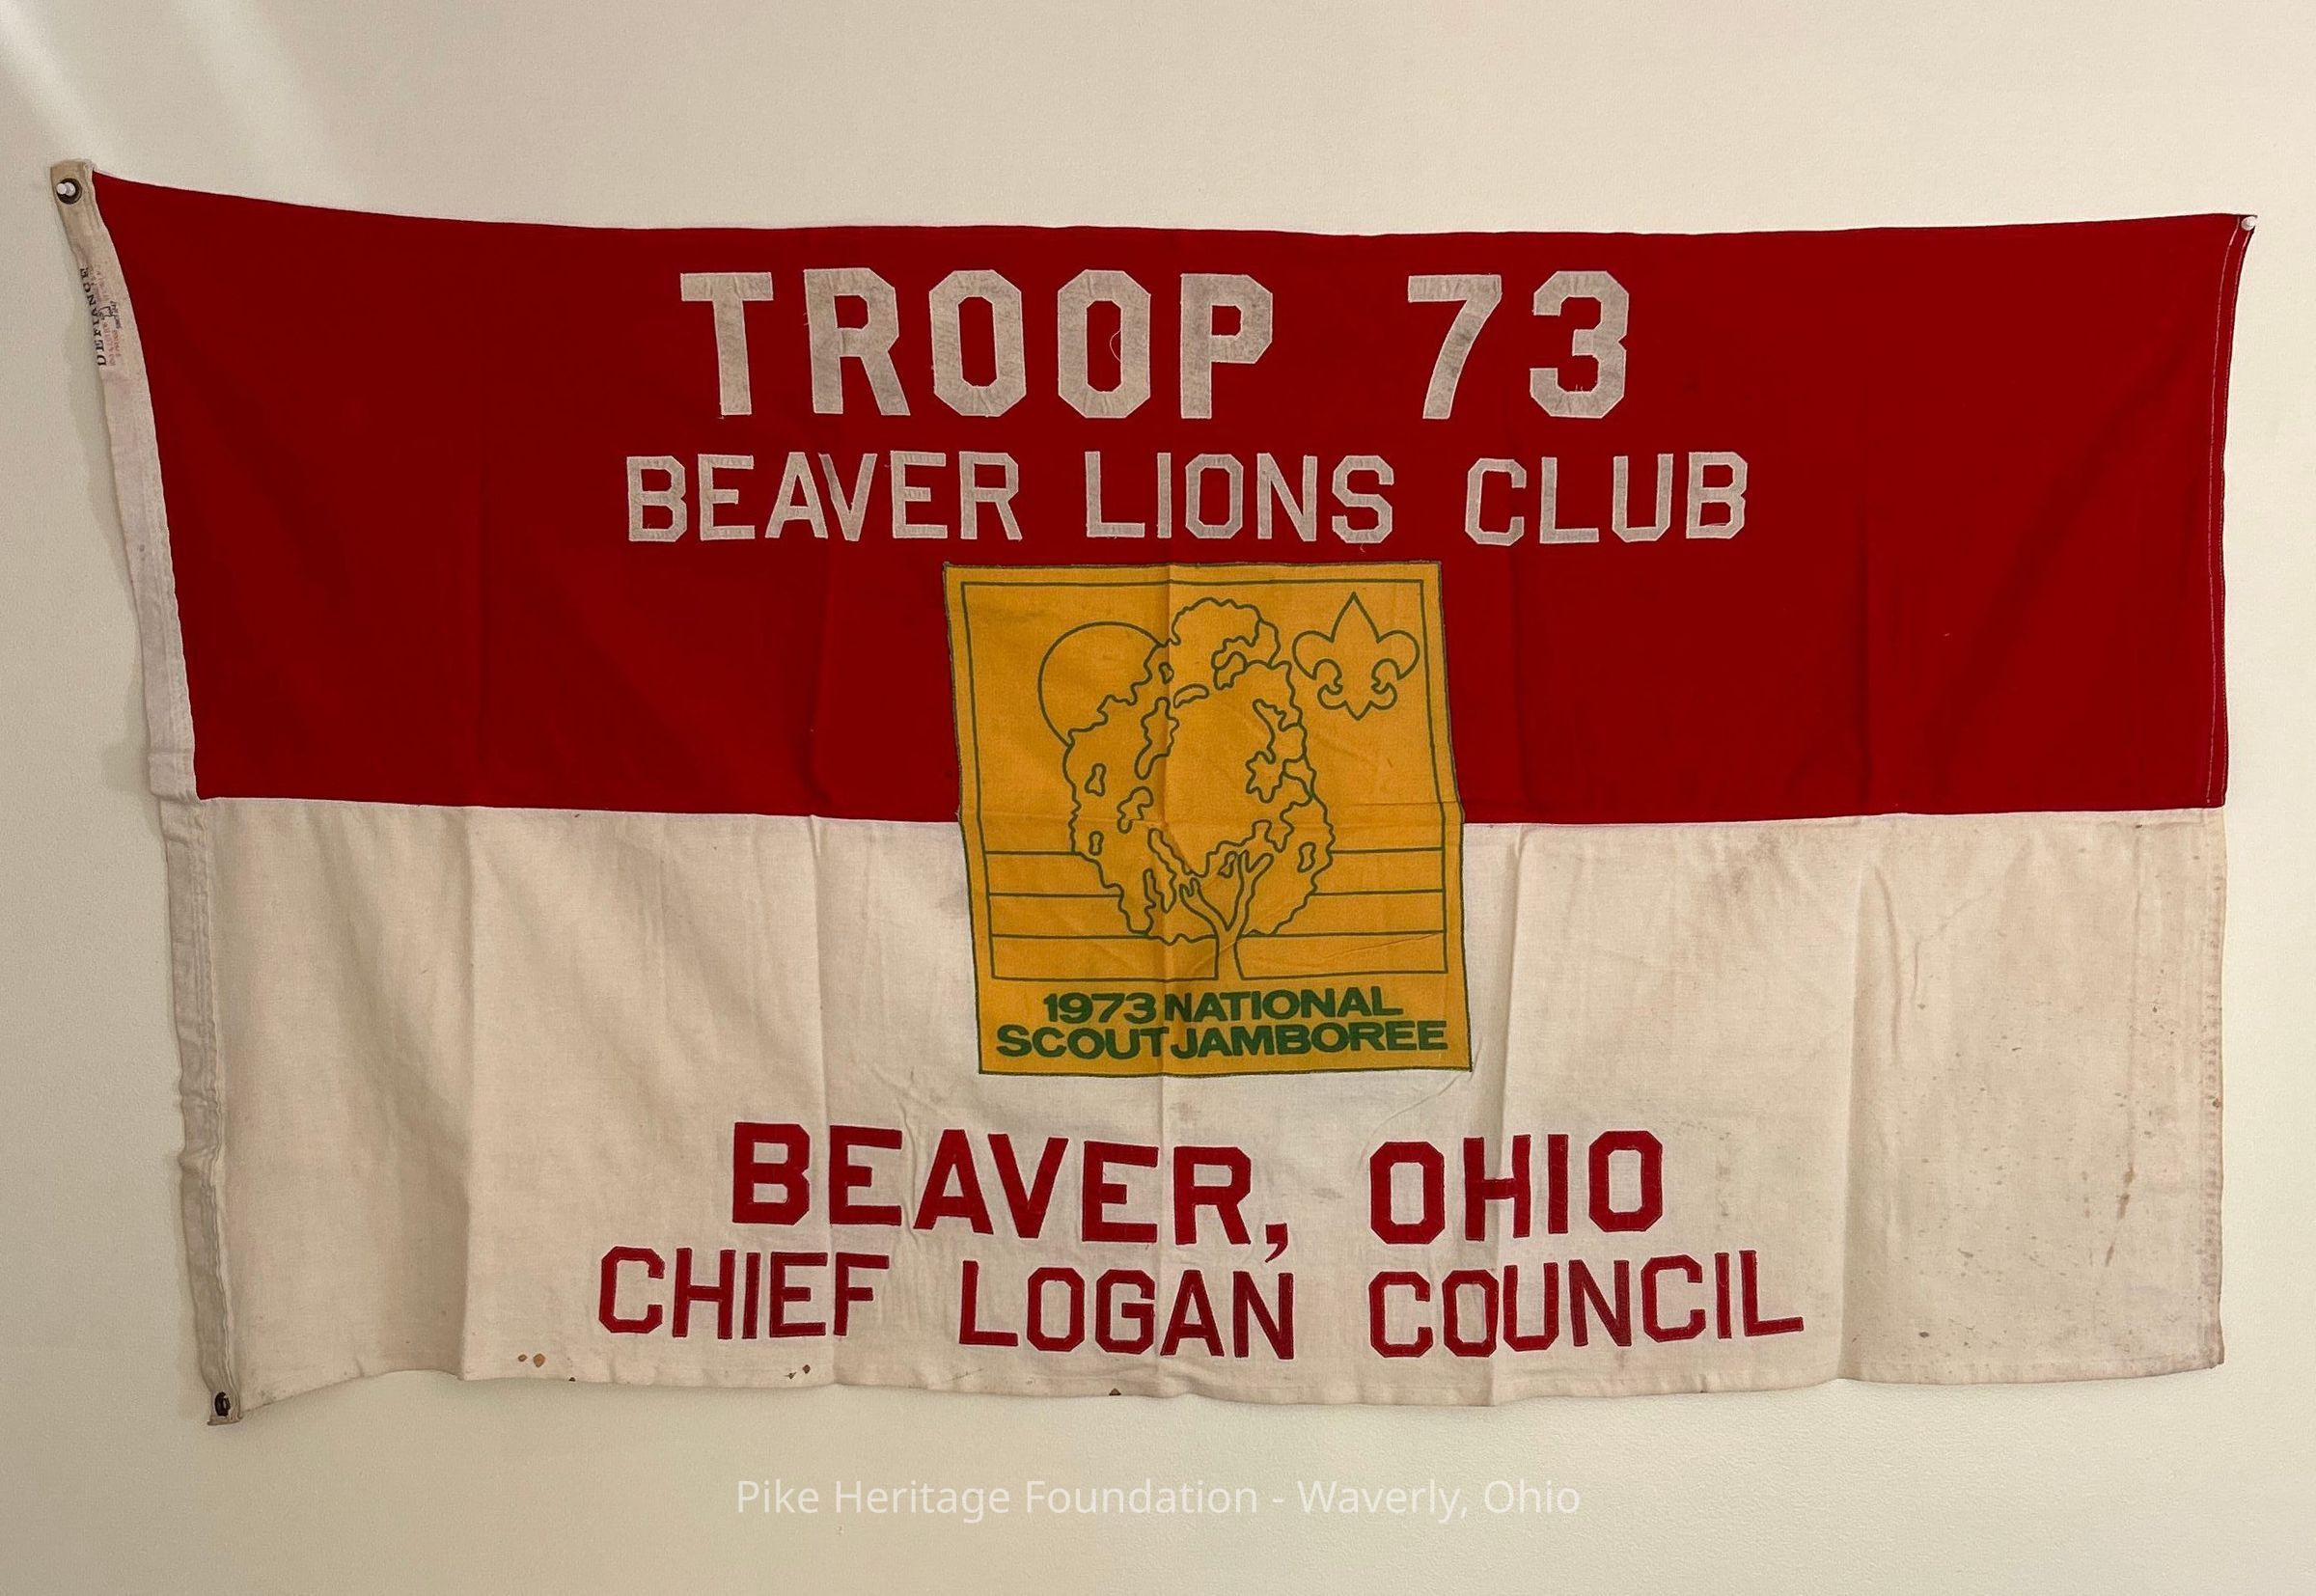 TROOP 73
BEAVER LIONS CLUB
DEFIANCE
1973 NATIONAL
SCOUT JAMBOREE
BEAVER, OHIO
CHIEF LOGAN COUNCIL
Pike Heritage Foundation - Waverly, Ohio